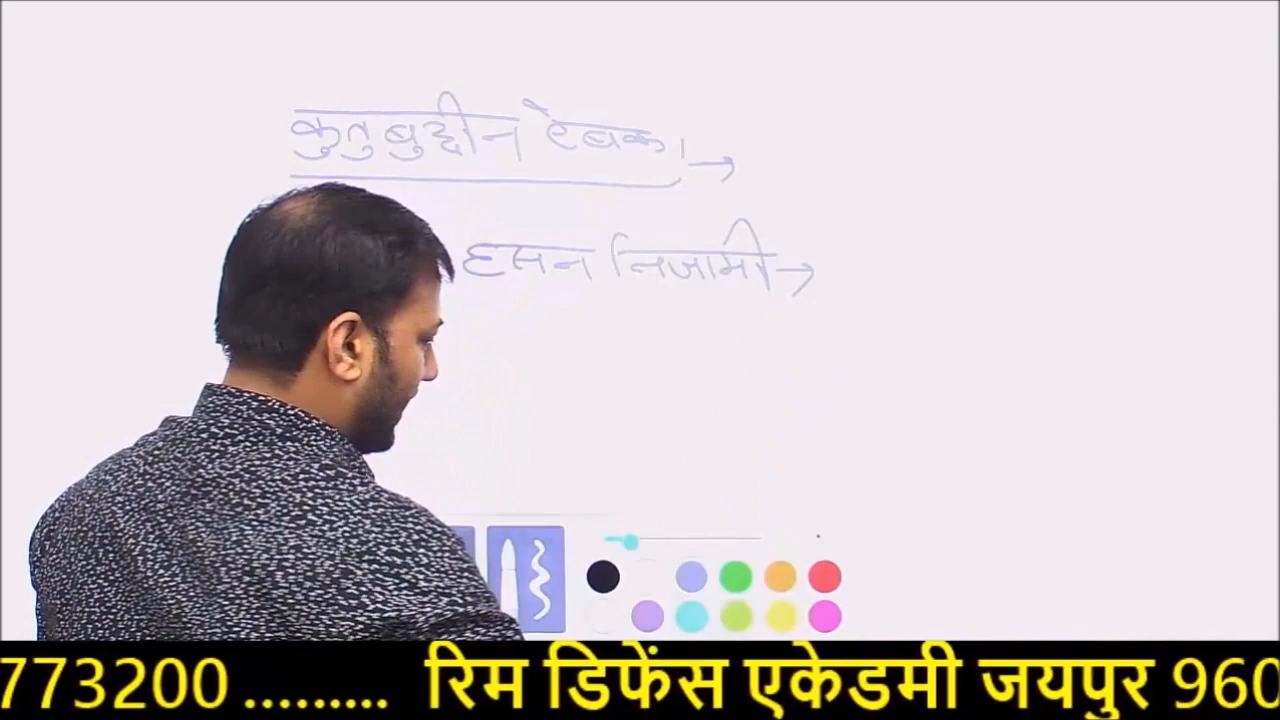 कुतुबुद्दीन ऐबक →
हसन निजामी →
773200 ......... रिम डिफेंस एकेडमी जयपुर 960